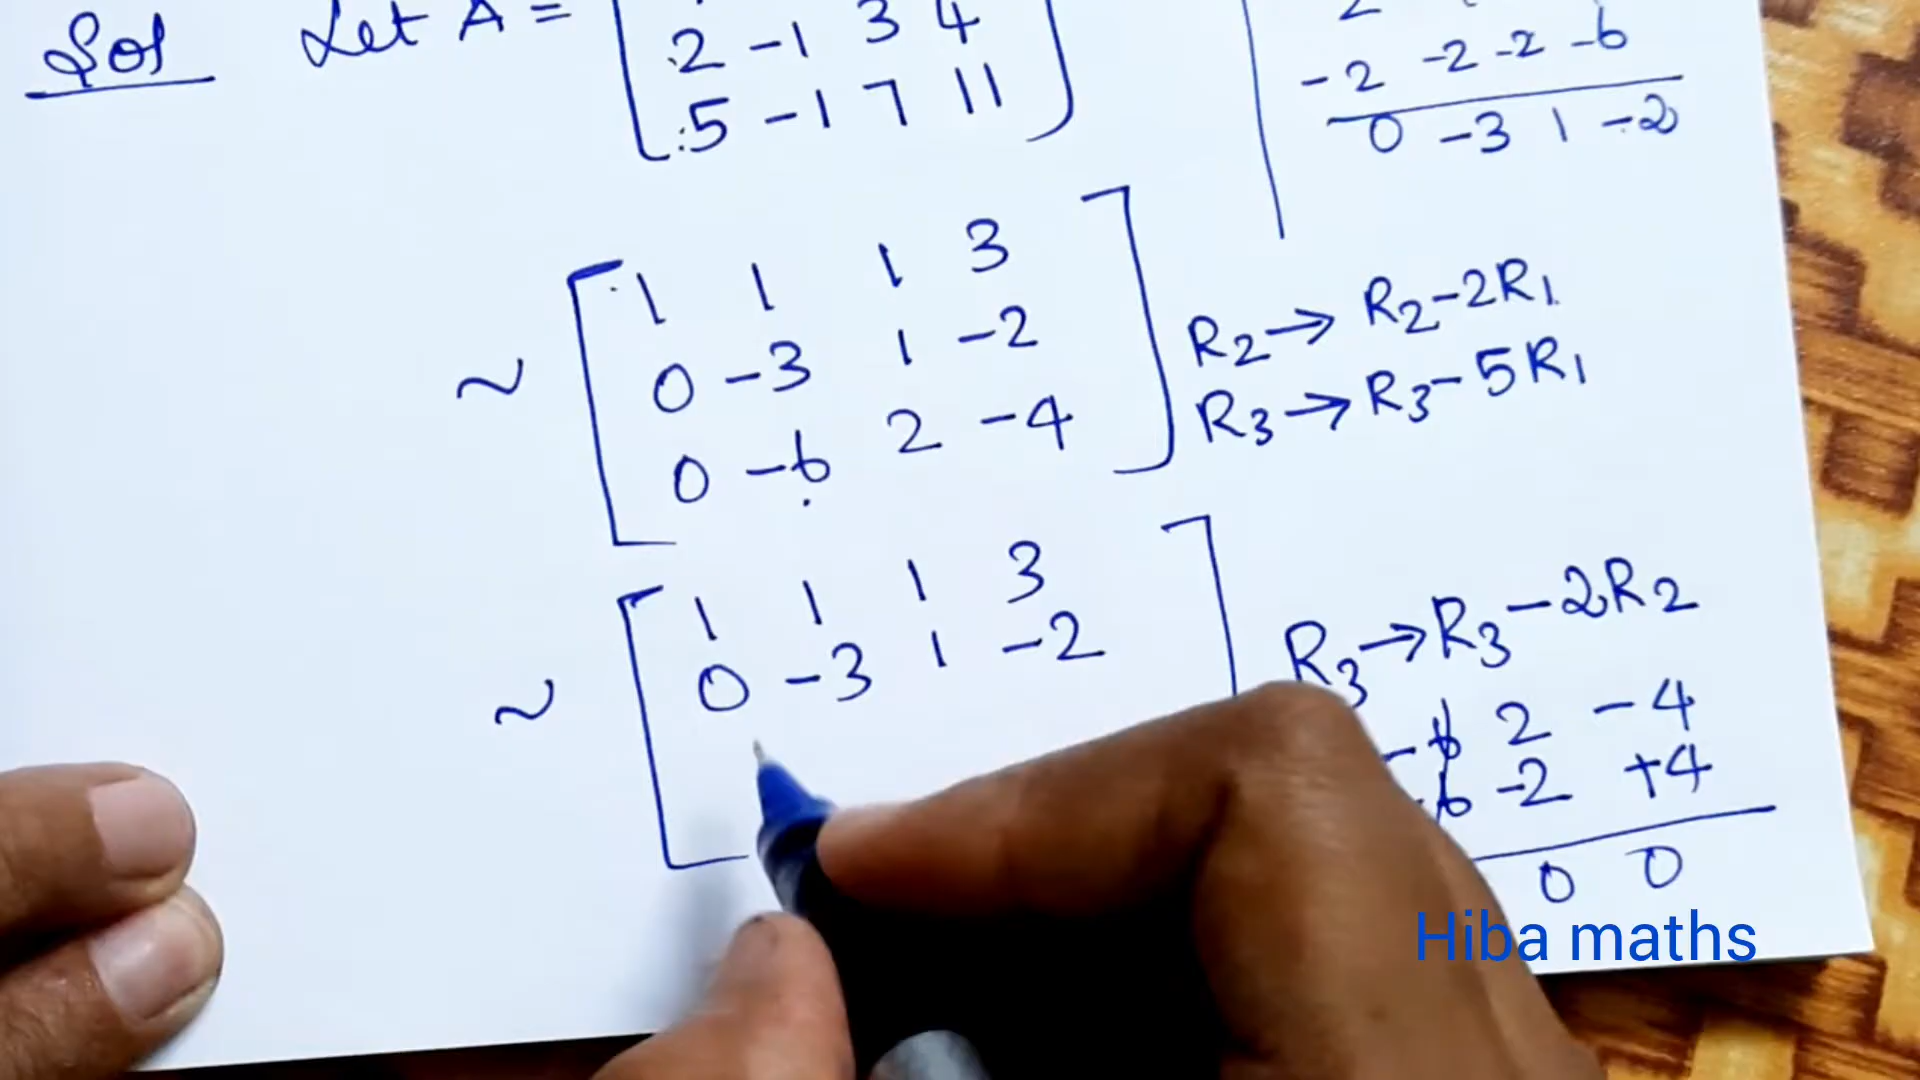 Sol Let A =
2 -1 3 4
5 -1 7 11
-2 -2 -2 -6
0 -3 1 -2
~ [ 1 1 1 3
0 -3 1 -2
0 -6 2 -4 ]
R2 → R2 - 2R1
R3 → R3 - 5R1
~ [ 1 1 1 3
0 -3 1 -2
R3 → R3 - 2R2
-6 2 -4
6 -2 +4
0 0
Hiba maths